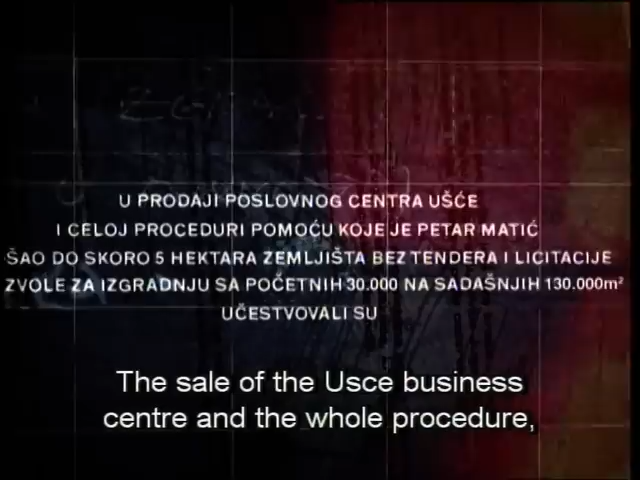 U PRODAJI POSLOVNOG CENTRA UŠĆE
I CELOJ PROCEDURI POMOĆU KOJE JE PETAR MATIĆ
ŠAO DO SKORO 5 HEKTARA ZEMLJIŠTA BEZ TENDERA I LICITACIJE
ZVOLE ZA IZGRADNJU SA POČETNIH 30.000 NA SADAŠNJIH 130.000m²
UČESTVOVALI SU
The sale of the Usce business
centre and the whole procedure,